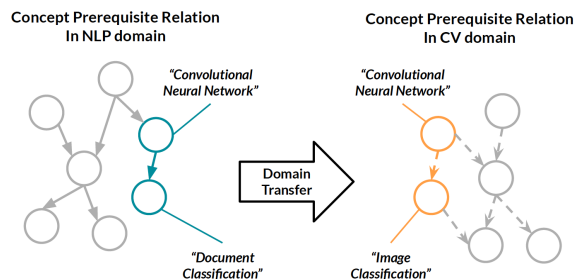 Concept Prerequisite Relation
In NLP domain
Concept Prerequisite Relation
In CV domain
“Convolutional
Neural Network”
“Convolutional
Neural Network”
Domain
Transfer
“Document
Classification”
“Image
Classification”